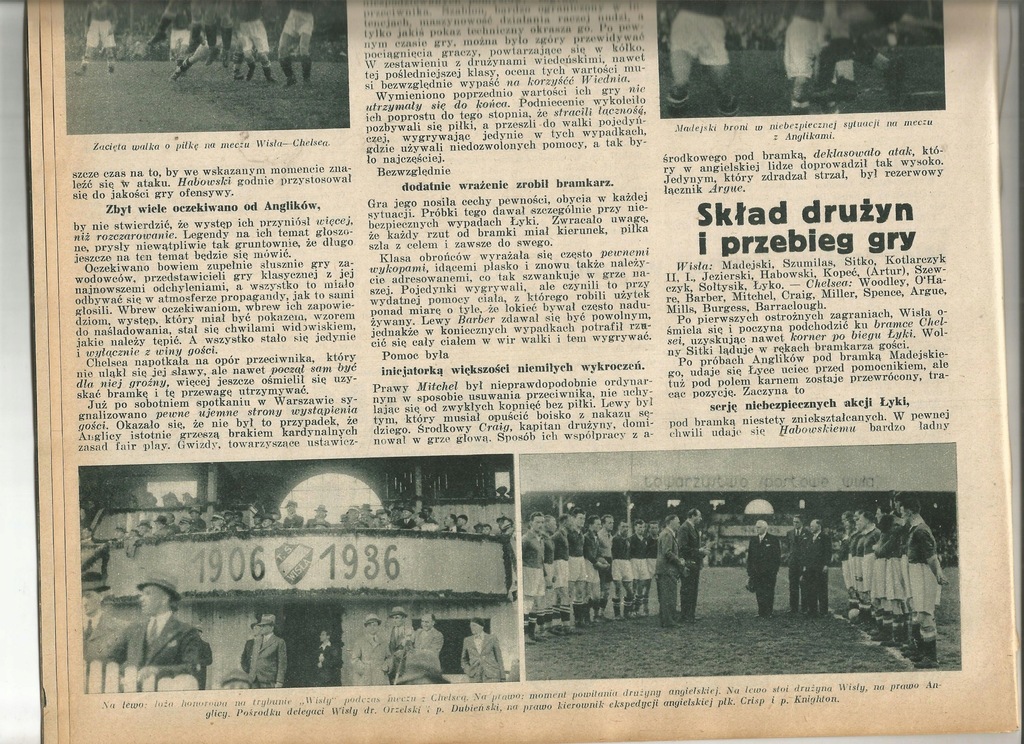 Zacięta walka o piłkę na meczu Wisła—Chelsea.
szcze czas na to, by we wskazanym momencie zna-
leźć się w ataku. Habowski godnie przystosował
się do jakości gry ofensywy.
Zbyt wiele oczekiwano od Anglików,
by nie stwierdzić, że występ ich przyniósł więcej,
niż rozczarowanie. Legendy na ich temat głoszo-
ne, prysły niewątpliwie tak gruntownie, że długo
jeszcze na ten temat będzie się mówić.
Oczekiwano bowiem zupełnie słusznie gry za-
wodowców, przedstawicieli gry klasycznej z jej
najnowszemi odchyleniami, a wszystko to miało
odbywać się w atmosferze propagandy, jak to sami
głosili. Wbrew oczekiwaniom, wbrew ich zapowie-
dziom, występ, który miał być pokazem, wzorem
do naśladowania, stał się chwilami widowiskiem,
jakie należy tępić. A wszystko stało się jedynie
i wyłącznie z winy gości.
Chelsea napotkała na opór przeciwnika, który
nie uląkł się jej sławy, ale nawet począł sam być
dla niej groźny, więcej jeszcze ośmielił się uzy-
skać bramkę i tę przewagę utrzymywać.
Już po sobotniem spotkaniu w Warszawie sy-
gnalizowano pewne ujemne strony wystąpienia
gości. Okazało się, że nie był to przypadek, że
Anglicy istotnie grzeszą brakiem kardynalnych
zasad fair play. Gwizdy, towarzyszące ustawicz-
przeciwnika. Niestety, bardzo ograniczony w in-
tencjach, maszynowość działania raczej nudzi, a
tylko jakiś pokaz techniczny okrasza go. Po pew-
nym czasie gry, można było zgóry przewidywać
pociągnięcia graczy, powtarzające się w kółko.
W zestawieniu z drużynami wiedeńskimi, nawet
tej pośledniejszej klasy, ocena tych wartości mu-
si bezwzględnie wypaść na korzyść Wiednia.
Wymieniono poprzednio wartości ich gry nie
utrzymały się do końca. Podniecenie wykoleiło
ich poprostu do tego stopnia, że stracili łączność,
pozbywali się piłki, a przeszli do walki pojedyń-
czej, wygrywając jedynie w tych wypadkach,
gdzie używali niedozwolonych pomocy, a tak by-
ło najczęściej.
Bezwzględnie
dodatnie wrażenie zrobił bramkarz.
Gra jego nosiła cechy pewności, obycia w każdej
sytuacji. Próbki tego dawał szczególnie przy nie-
bezpiecznych wypadach Łyki. Zwracało uwagę,
że każdy rzut od bramki miał kierunek, piłka
szła z celem i zawsze do swego.
Klasa obrońców wyrażała się często pewnemi
wykopami, idącemi płasko i znowu także należy-
cie adresowanemi, co tak szwankuje w grze na-
szej. Pojedynki wygrywali, ale czynili to przy
wydatnej pomocy ciała, z którego robili użytek
ponad miarę o tyle, że łokieć bywał często nadu-
żywany. Lewy Barber zdawał się być powolnym,
jednakże w koniecznych wypadkach potrafił rzu-
cić się cały ciałem w wir walki i tem wygrywać.
Pomoc była
inicjatorką większości niemiłych wykroczeń.
Prawy Mitchel był nieprawdopodobnie ordynar-
nym w sposobie usuwania przeciwnika, nie uchy-
lając się od zwykłych kopnięć bez piłki. Lewy był
tym, który musiał opuścić boisko z nakazu sę-
dziego. Środkowy Craig, kapitan drużyny, domi-
nował w grze głową. Sposób ich współpracy z a-
Madejski broni w niebezpiecznej sytuacji na meczu
z Anglikami.
środkowego pod bramką, deklasowało atak, któ-
ry w angielskiej lidze doprowadził tak wysoko.
Jedynym, który zdradzał strzał, był rezerwowy
łącznik Argue.
Skład drużyn
i przebieg gry
Wisła: Madejski, Szumilas, Sitko, Kotlarczyk
II. I., Jezierski, Habowski, Kopeć, (Artur), Szew-
czyk, Sołtysik, Łyko. — Chelsea: Woodley, O'Ha-
re, Barber, Mitchel, Craig, Miller, Spence, Argue,
Mills, Burgess, Barraclough.
Po pierwszych ostrożnych zagraniach, Wisła o-
śmiela się i poczyna podchodzić ku bramce Chel-
sei, uzyskując nawet korner po biegu Łyki. Wol-
ny Sitki ląduje w rękach bramkarza gości.
Po próbach Anglików pod bramką Madejskie-
go, udaje się Łyce uciec przed pomocnikiem, ale
tuż pod polem karnem zostaje przewrócony, tra-
cąc pozycję. Zaczyna to
serję niebezpiecznych akcji Łyki,
pod bramką niestety zniekształcanych. W pewnej
chwili udaje się Habowskiemu bardzo ładny
1906 WISŁA 1936
towarzystwo sportowe wisła
Na lewo: loża honorowa na trybunie „Wisły" podczas meczu z Chelseą. Na prawo: moment powitania drużyny angielskiej. Na lewo stoi drużyna Wisły, na prawo An-
glicy. Pośrodku delegaci Wisły dr. Orzelski i p. Dubieński, na prawo kierownik ekspedycji angielskiej płk. Crisp i p. Knighton.